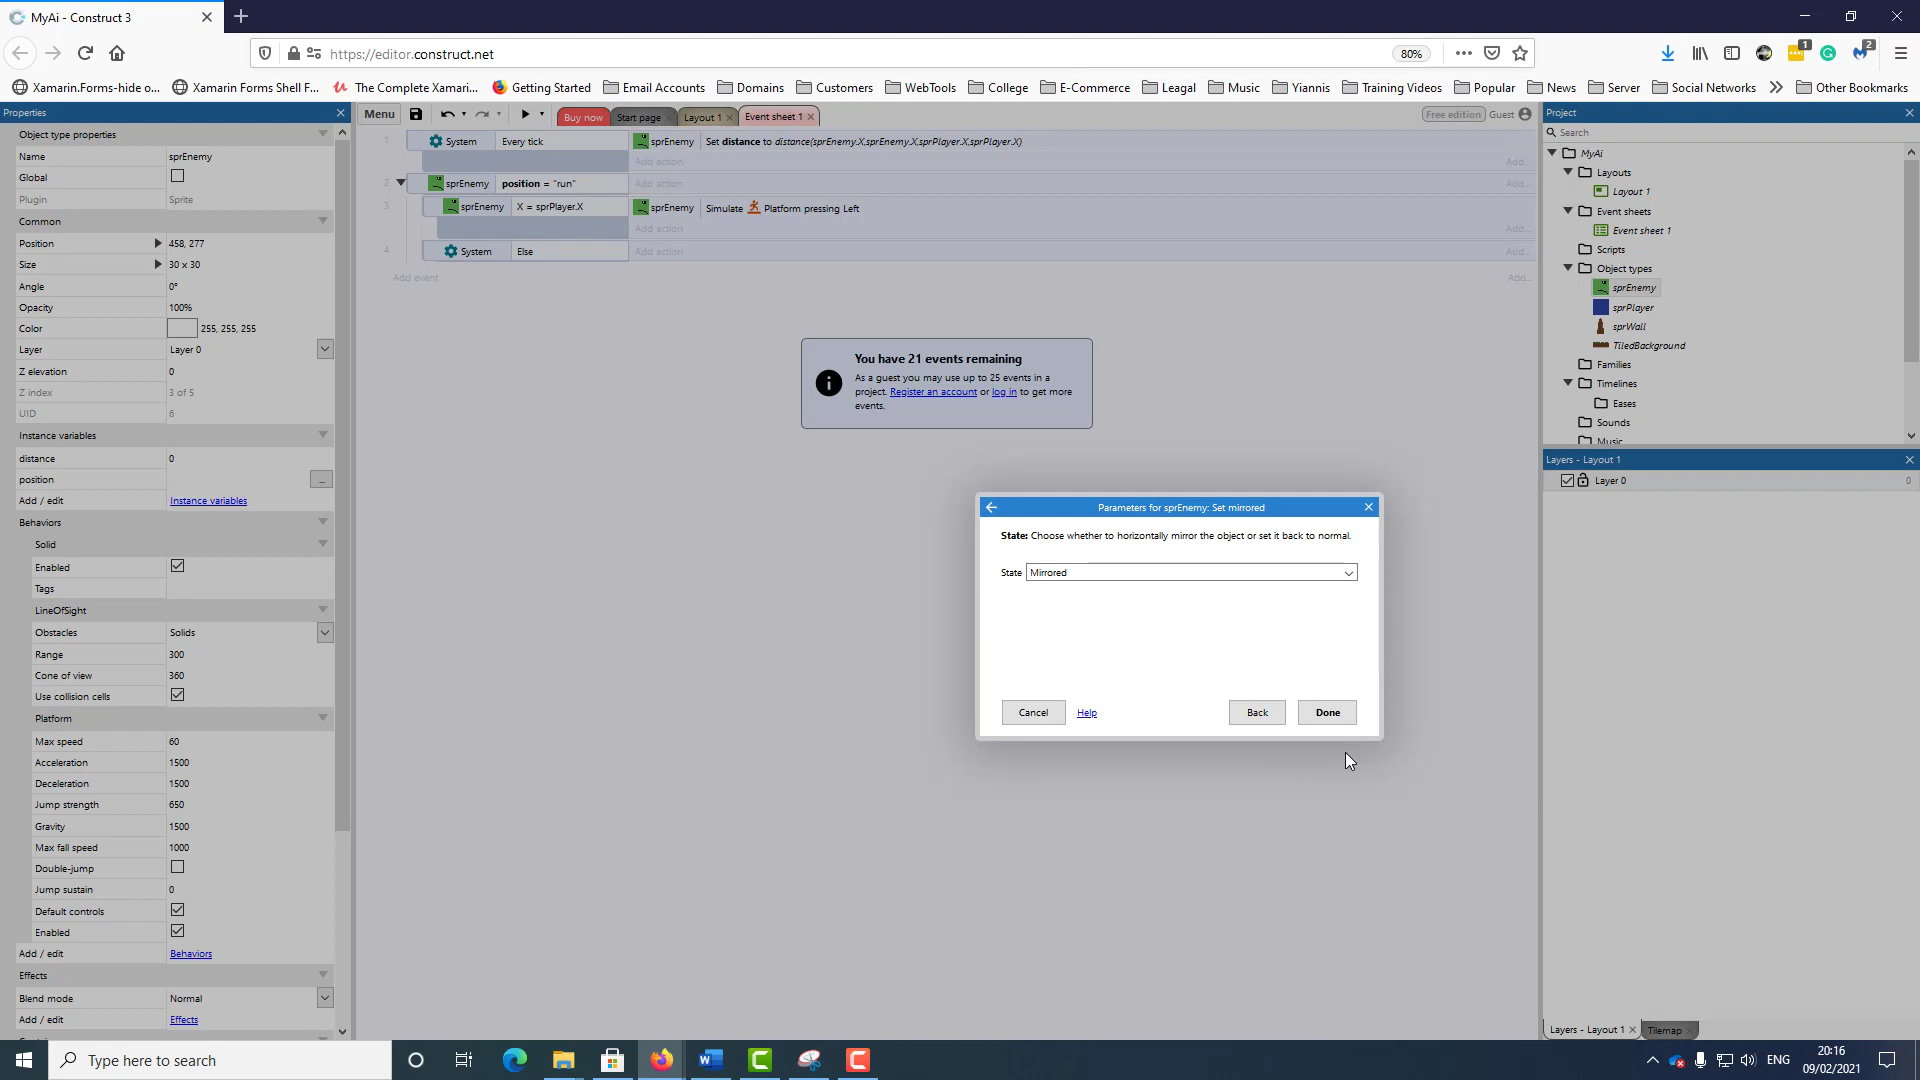 MyAi - Construct 3
https://editor.construct.net
80%
1
2
Xamarin.Forms-hide o...
Xamarin Forms Shell F...
The Complete Xamari...
Getting Started
Email Accounts
Domains
Customers
WebTools
College
E-Commerce
Leagal
Music
Yiannis
Training Videos
Popular
News
Server
Social Networks
Other Bookmarks
Properties
Object type properties
Name sprEnemy
Global
Plugin Sprite
Common
Position 458, 277
Size 30 x 30
Angle 0°
Opacity 100%
Color 255, 255, 255
Layer Layer 0
Z elevation 0
Z index 3 of 5
UID 6
Instance variables
distance 0
position ...
Add / edit Instance variables
Behaviors
Solid
Enabled
Tags
LineOfSight
Obstacles Solids
Range 300
Cone of view 360
Use collision cells
Platform
Max speed 60
Acceleration 1500
Deceleration 1500
Jump strength 650
Gravity 1500
Max fall speed 1000
Double-jump
Jump sustain 0
Default controls
Enabled
Add / edit Behaviors
Effects
Blend mode Normal
Add / edit Effects
Menu
Buy now
Start page
Layout 1
Event sheet 1
Free edition
Guest
1 System Every tick sprEnemy Set distance to distance(sprEnemy.X,sprEnemy.X,sprPlayer.X,sprPlayer.X)
Add action Add...
2 sprEnemy position = "run" Add action Add...
3 sprEnemy X = sprPlayer.X sprEnemy Simulate Platform pressing Left
Add action Add...
4 System Else Add action Add...
Add event Add...
You have 21 events remaining
As a guest you may use up to 25 events in a
project. Register an account or log in to get more
events.
Parameters for sprEnemy: Set mirrored
State: Choose whether to horizontally mirror the object or set it back to normal.
State Mirrored
Cancel
Help
Back
Done
Project
Search
MyAi
Layouts
Layout 1
Event sheets
Event sheet 1
Scripts
Object types
sprEnemy
sprPlayer
sprWall
TiledBackground
Families
Timelines
Eases
Sounds
Music
Layers - Layout 1
Layer 0 0
Layers - Layout 1
Tilemap
Type here to search
ENG
20:16
09/02/2021